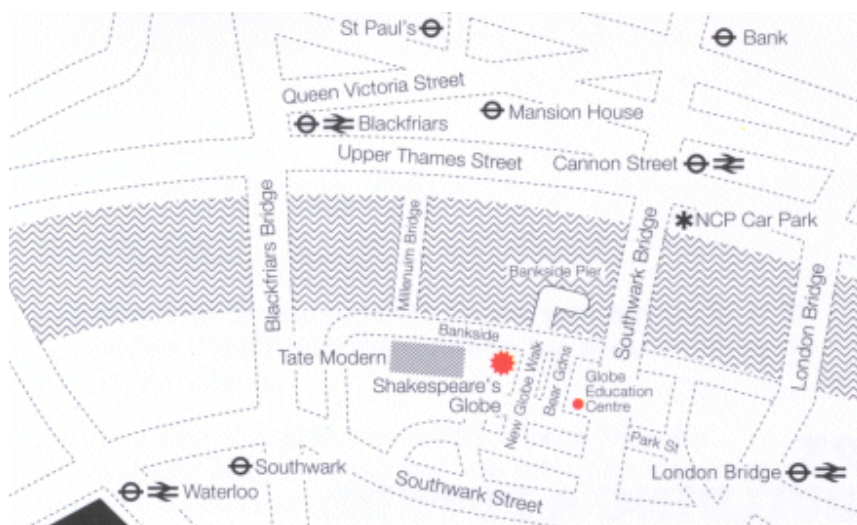 St Paul's
Bank
Queen Victoria Street
Mansion House
Blackfriars
Upper Thames Street
Cannon Street
NCP Car Park
Blackfriars Bridge
Millenium Bridge
Southwark Bridge
London Bridge
Bankside Pier
Bankside
Tate Modern
Shakespeare's
Globe
New Globe Walk
Bear Gdns
Globe
Education
Centre
Park St
Southwark
London Bridge
Waterloo
Southwark Street